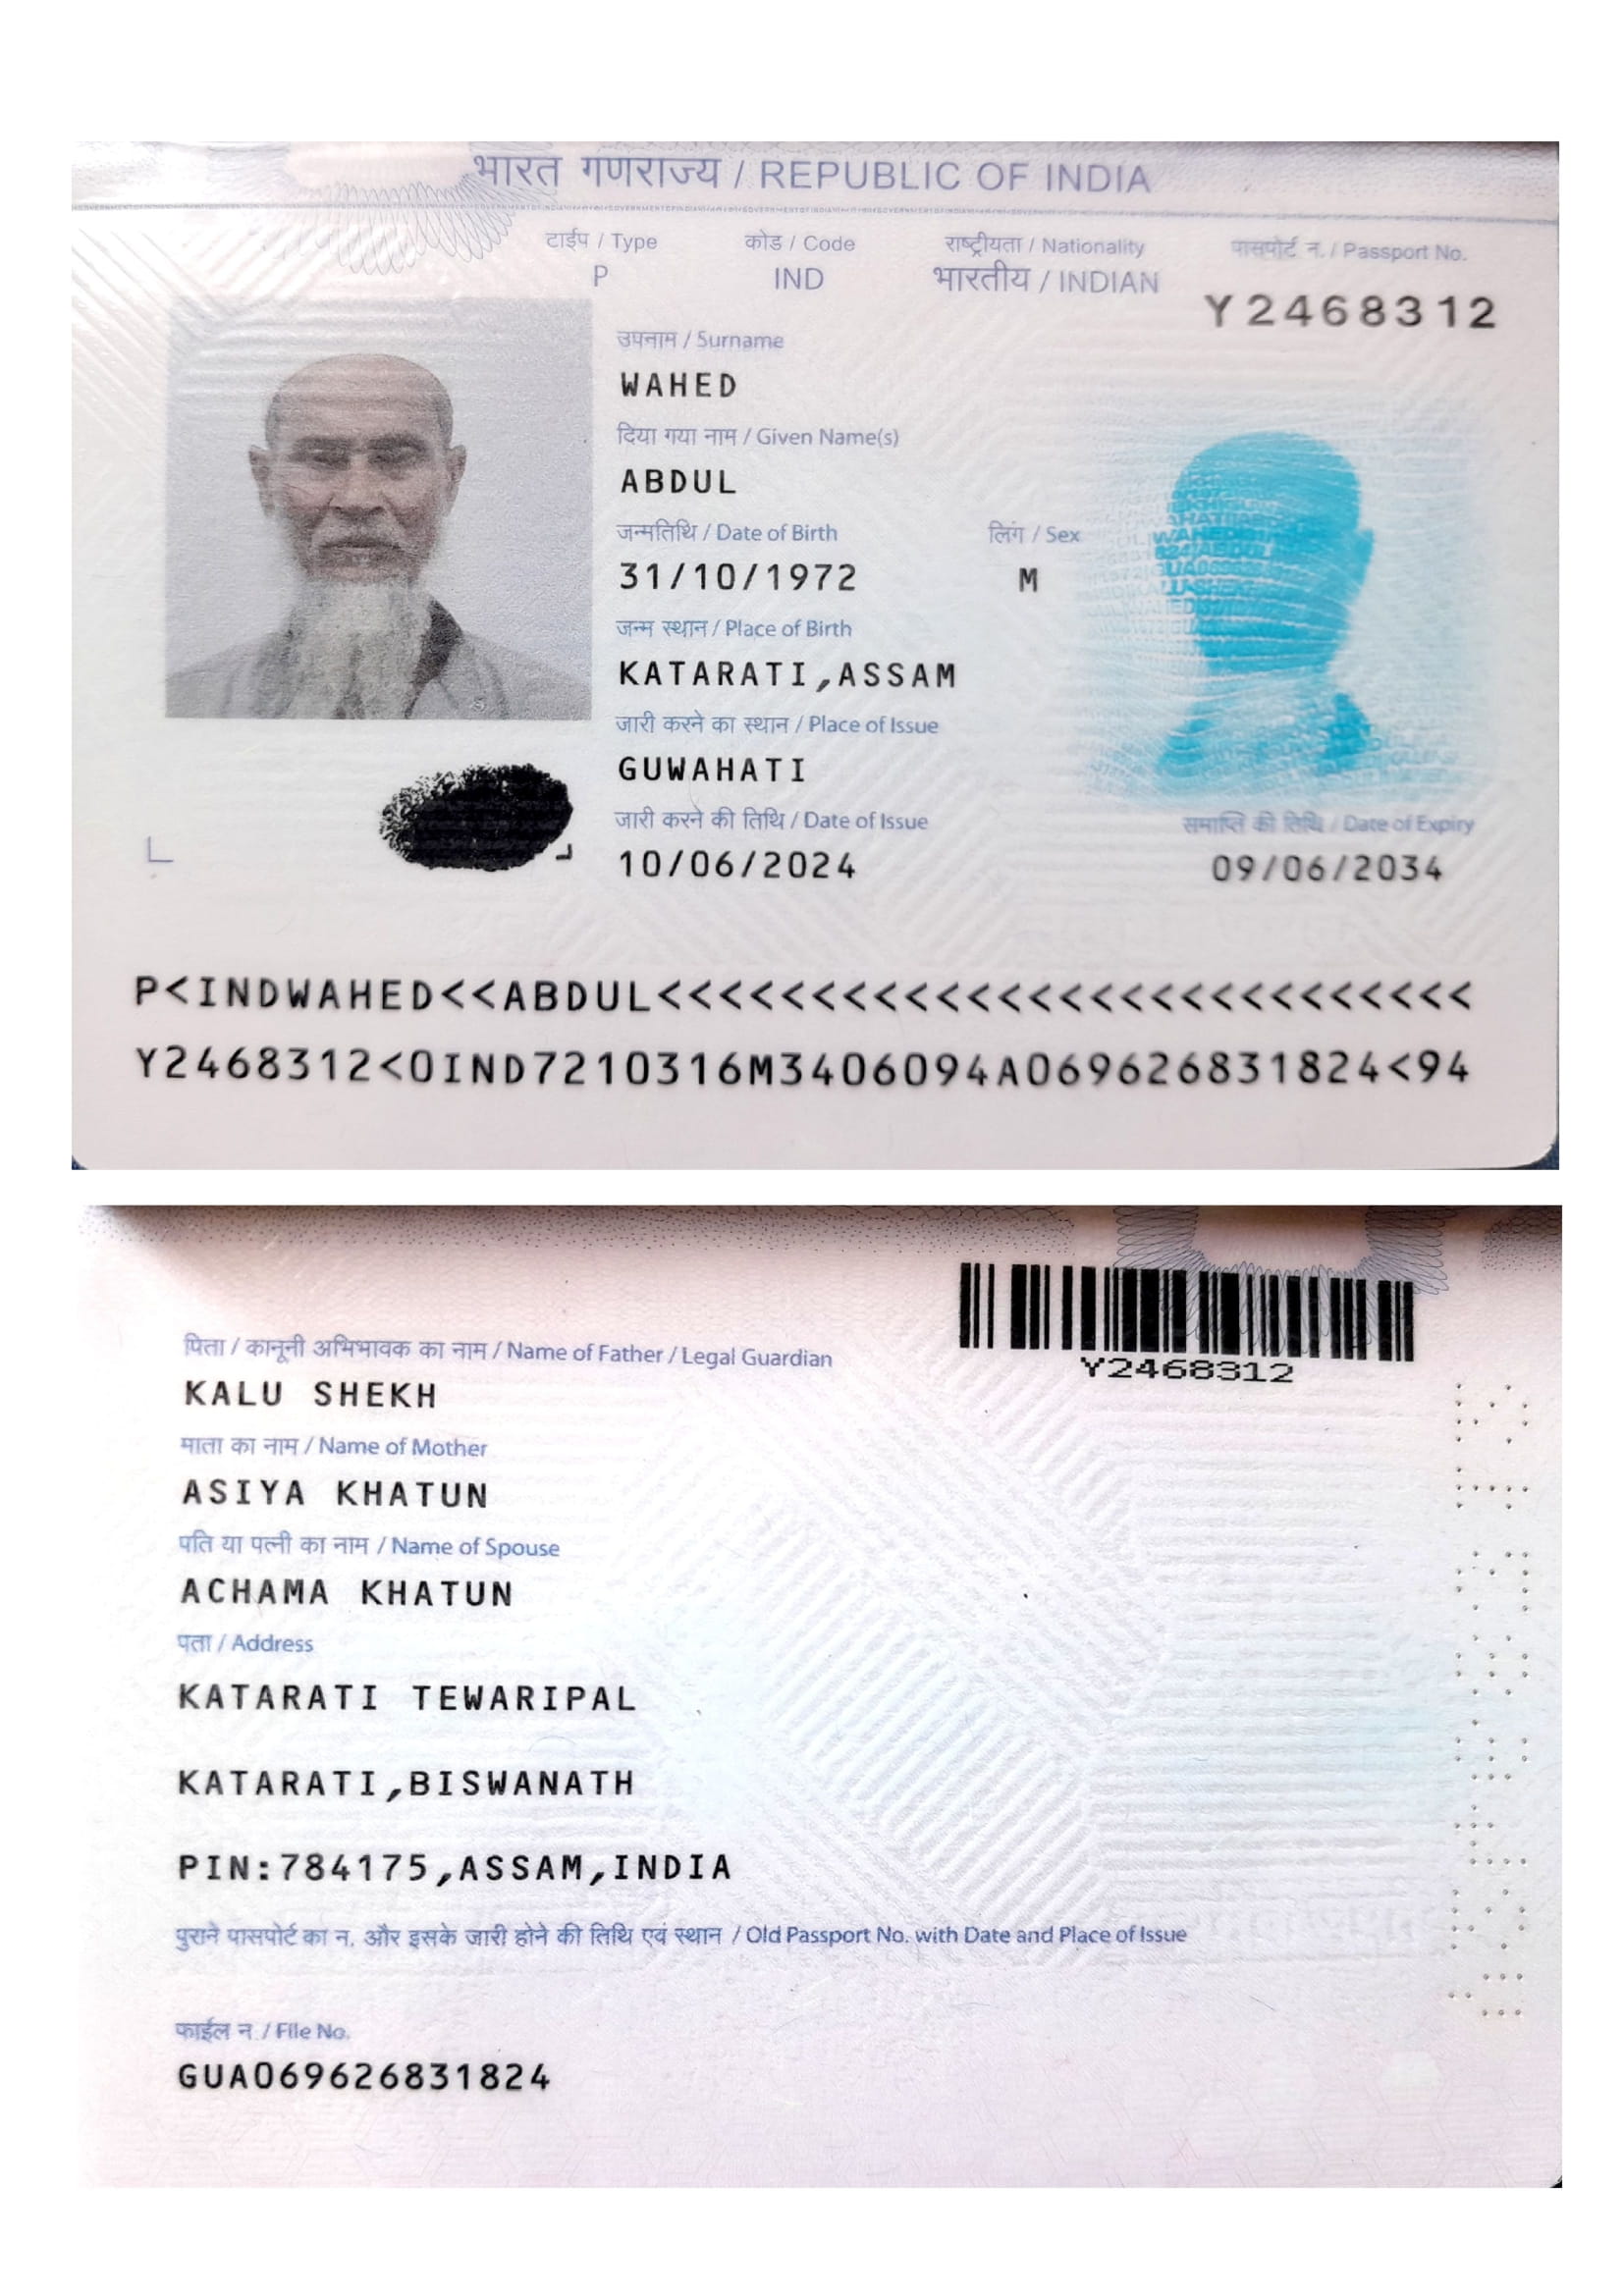 भारत गणराज्य / REPUBLIC OF INDIA
टाईप / Type
कोड / Code
राष्ट्रीयता / Nationality
पासपोर्ट न. / Passport No.
P
IND
भारतीय / INDIAN
Y2468312
उपनाम / Surname
WAHED
दिया गया नाम / Given Name(s)
ABDUL
जन्मतिथि / Date of Birth
लिंग / Sex
31/10/1972
M
जन्म स्थान / Place of Birth
KATARATI,ASSAM
जारी करने का स्थान / Place of Issue
GUWAHATI
जारी करने की तिथि / Date of Issue
समाप्ति की तिथि / Date of Expiry
10/06/2024
09/06/2034
P<INDWAHED<<ABDUL<<<<<<<<<<<<<<<<<<<<<<<<<<<
Y2468312<0IND7210316M3406094A069626831824<94
Y2468312
पिता / कानूनी अभिभावक का नाम / Name of Father / Legal Guardian
KALU SHEKH
माता का नाम / Name of Mother
ASIYA KHATUN
पति या पत्नी का नाम / Name of Spouse
ACHAMA KHATUN
पता / Address
KATARATI TEWARIPAL
KATARATI,BISWANATH
PIN:784175,ASSAM,INDIA
पुराने पासपोर्ट का न. और इसके जारी होने की तिथि एवं स्थान / Old Passport No. with Date and Place of Issue
फाईल न. / File No.
GUA069626831824